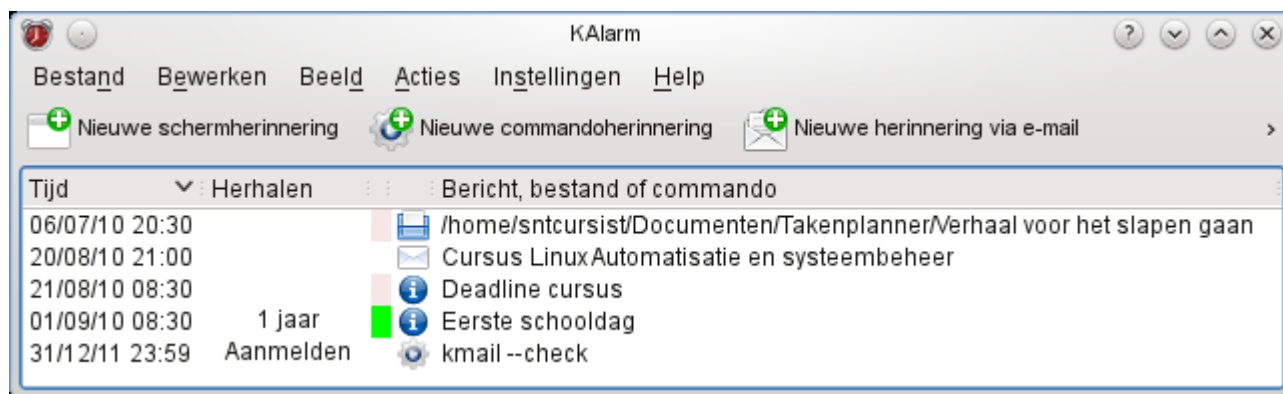 KAlarm
Bestand Bewerken Beeld Acties Instellingen Help
Nieuwe schermherinnering Nieuwe commandoherinnering Nieuwe herinnering via e-mail
Tijd Herhalen Bericht, bestand of commando
06/07/10 20:30 /home/sntcursist/Documenten/Takenplanner/Verhaal voor het slapen gaan
20/08/10 21:00 Cursus Linux Automatisatie en systeembeheer
21/08/10 08:30 Deadline cursus
01/09/10 08:30 1 jaar Eerste schooldag
31/12/11 23:59 Aanmelden kmail --check